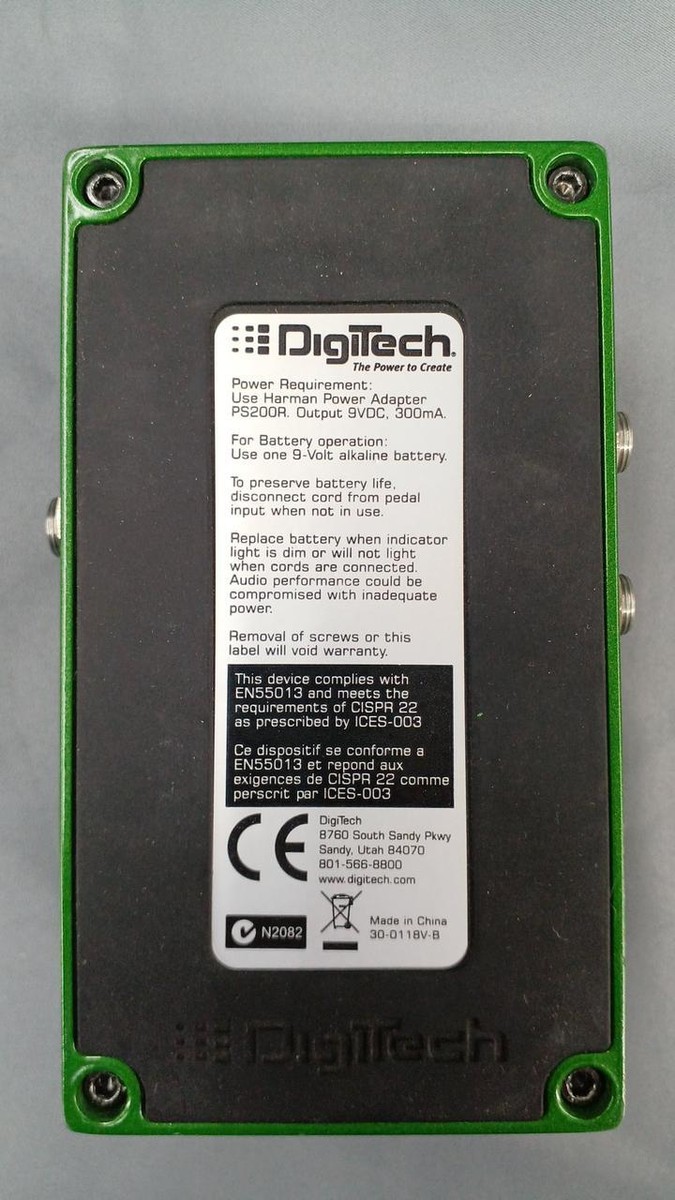 DigiTech®
The Power to Create
Power Requirement:
Use Harman Power Adapter
PS200R. Output 9VDC, 300mA.
For Battery operation:
Use one 9-Volt alkaline battery.
To preserve battery life,
disconnect cord from pedal
input when not in use.
Replace battery when indicator
light is dim or will not light
when cords are connected.
Audio performance could be
compromised with inadequate
power.
Removal of screws or this
label will void warranty.
This device complies with
EN55013 and meets the
requirements of CISPR 22
as prescribed by ICES-003
Ce dispositif se conforme a
EN55013 et repond aux
exigences de CISPR 22 comme
perscrit par ICES-003
CE
DigiTech
8760 South Sandy Pkwy
Sandy, Utah 84070
801-566-8800
www.digitech.com
N2082
Made in China
30-0118V-B
DigiTech